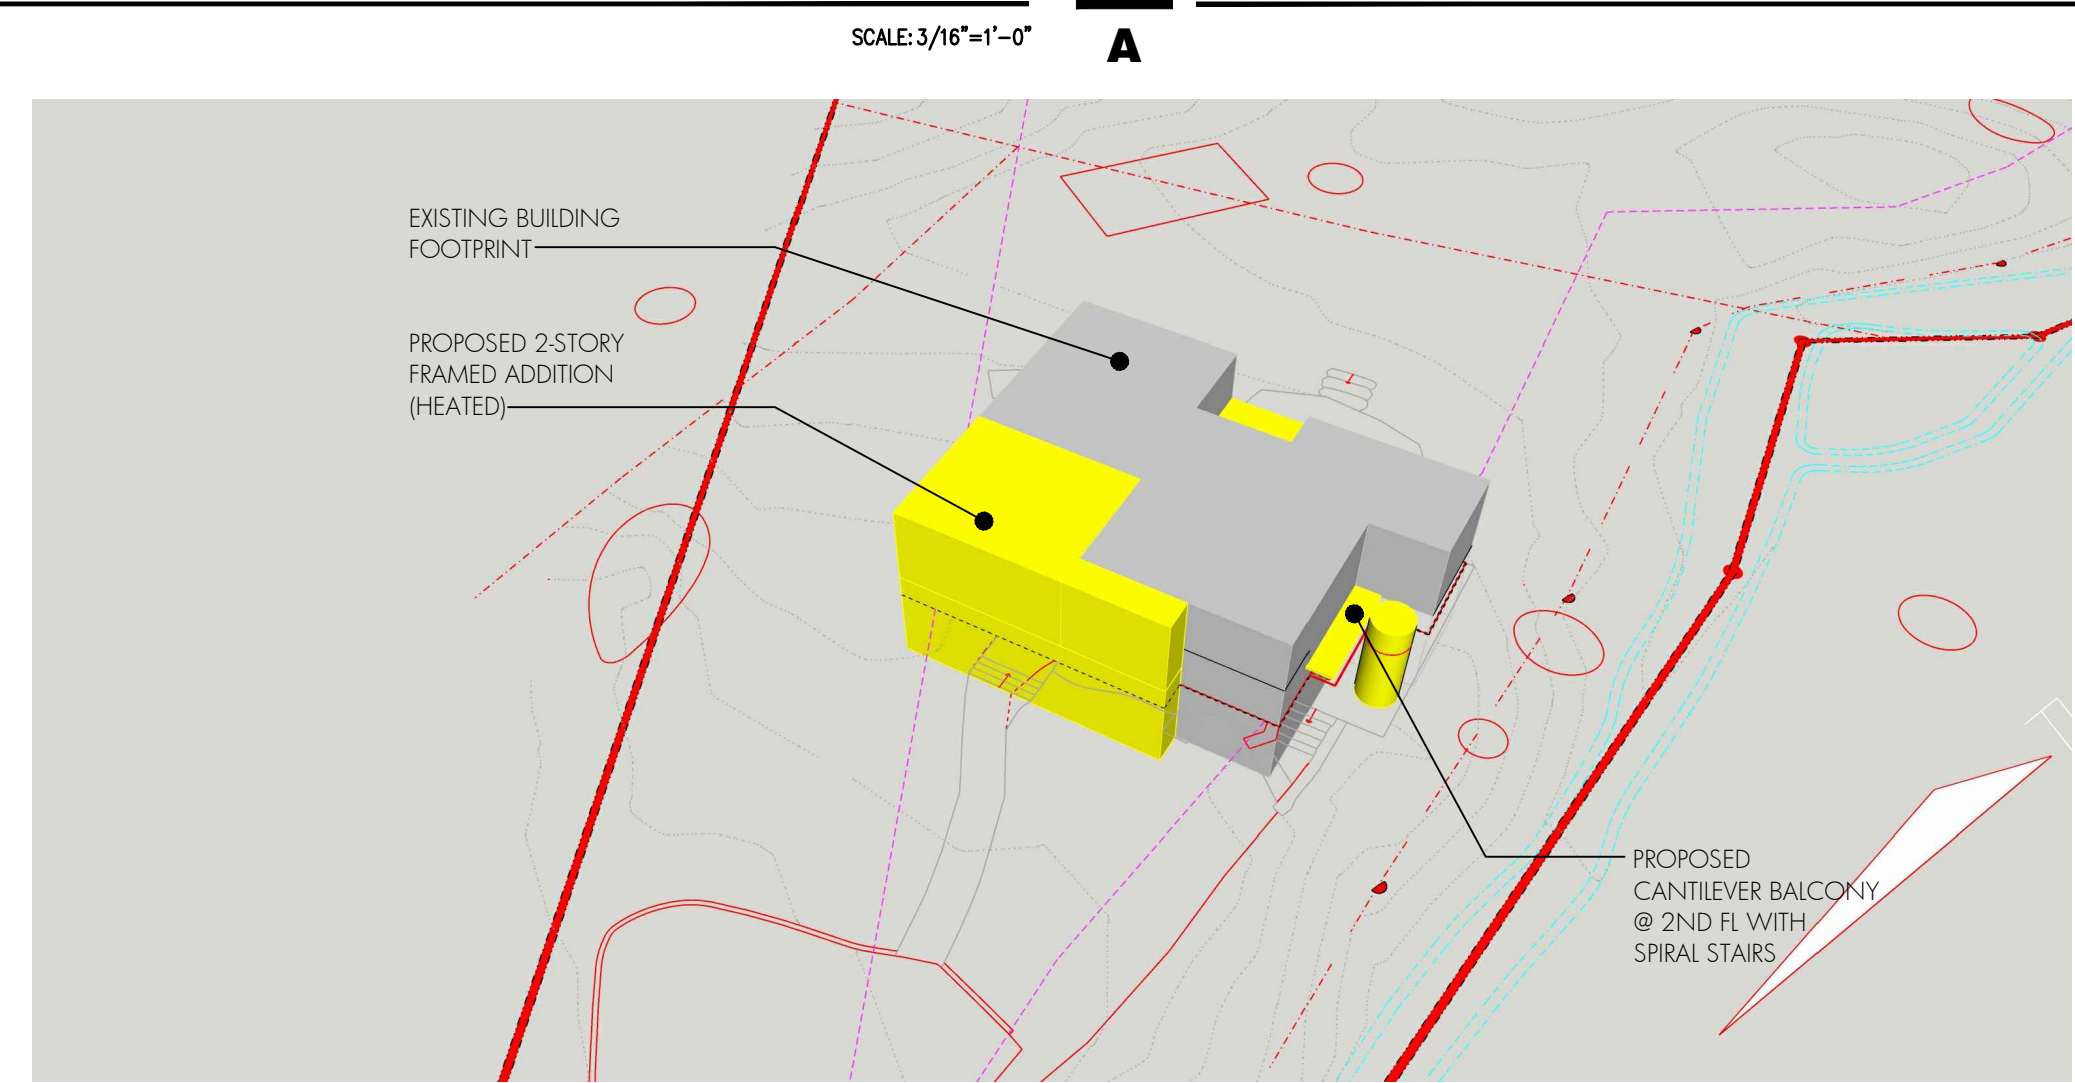 SCALE: 3/16"=1'-0"
A
EXISTING BUILDING
FOOTPRINT
PROPOSED 2-STORY
FRAMED ADDITION
(HEATED)
PROPOSED
CANTILEVER BALCONY
@ 2ND FL WITH
SPIRAL STAIRS